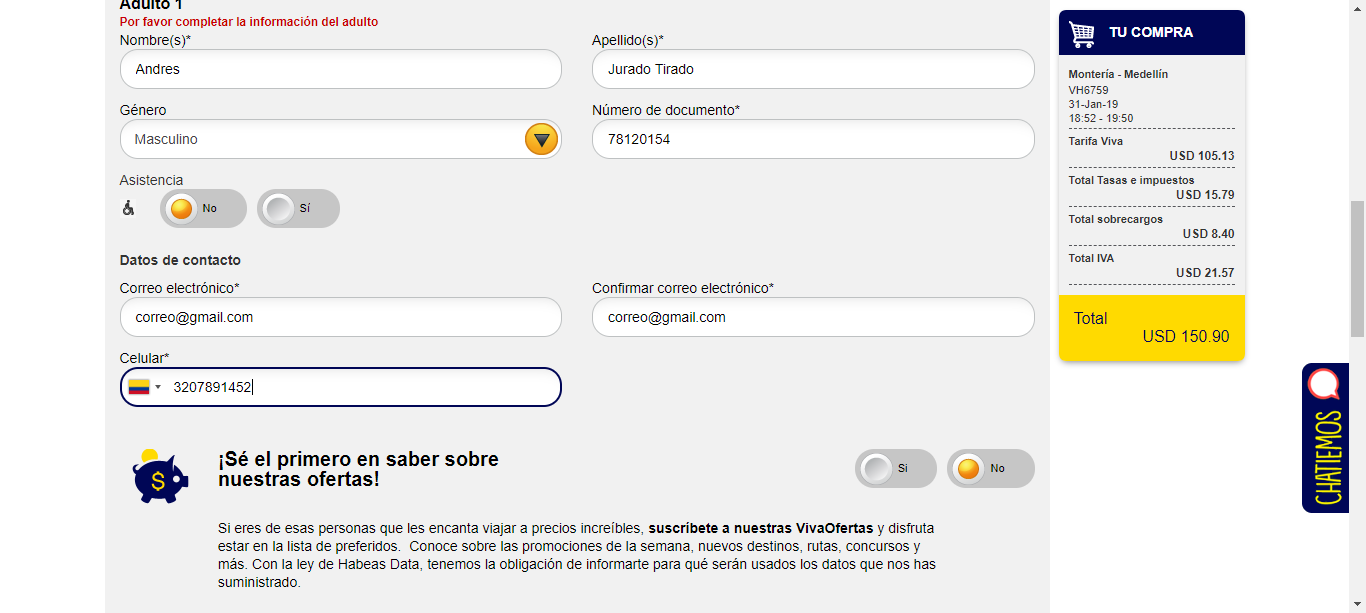 Adulto 1
Por favor completar la información del adulto
Nombre(s)*
Apellido(s)*
Andres
Jurado Tirado
Género
Número de documento*
Masculino
78120154
Asistencia
No
Sí
Datos de contacto
Correo electrónico*
Confirmar correo electrónico*
correo@gmail.com
correo@gmail.com
Celular*
3207891452
$
¡Sé el primero en saber sobre
nuestras ofertas!
Si
No
Si eres de esas personas que les encanta viajar a precios increíbles, suscríbete a nuestras VivaOfertas y disfruta
estar en la lista de preferidos.  Conoce sobre las promociones de la semana, nuevos destinos, rutas, concursos y
más. Con la ley de Habeas Data, tenemos la obligación de informarte para qué serán usados los datos que nos has
suministrado.
TU COMPRA
Montería - Medellín
VH6759
31-Jan-19
18:52 - 19:50
Tarifa Viva
USD 105.13
Total Tasas e impuestos
USD 15.79
Total sobrecargos
USD 8.40
Total IVA
USD 21.57
Total
USD 150.90
CHATIEMOS